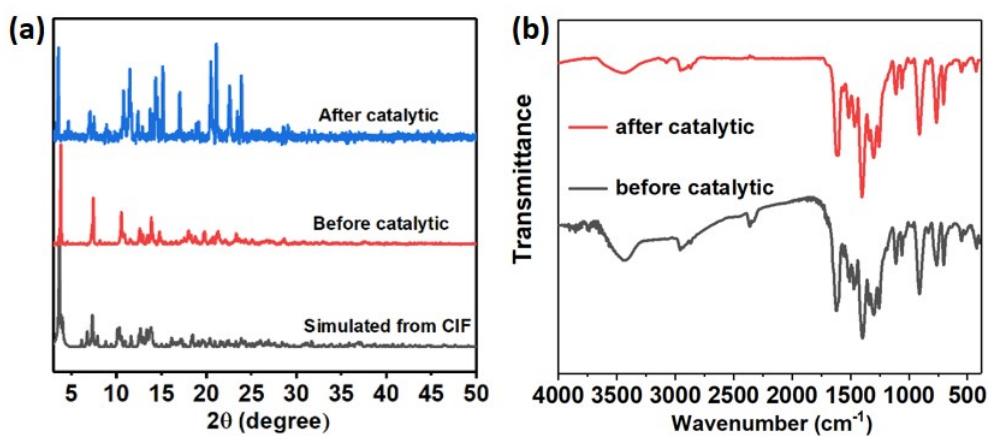 (a)
After catalytic
Before catalytic
Simulated from CIF
5 10 15 20 25 30 35 40 45 50
2θ (degree)
(b)
Transmittance
after catalytic
before catalytic
4000 3500 3000 2500 2000 1500 1000 500
Wavenumber (cm⁻¹)